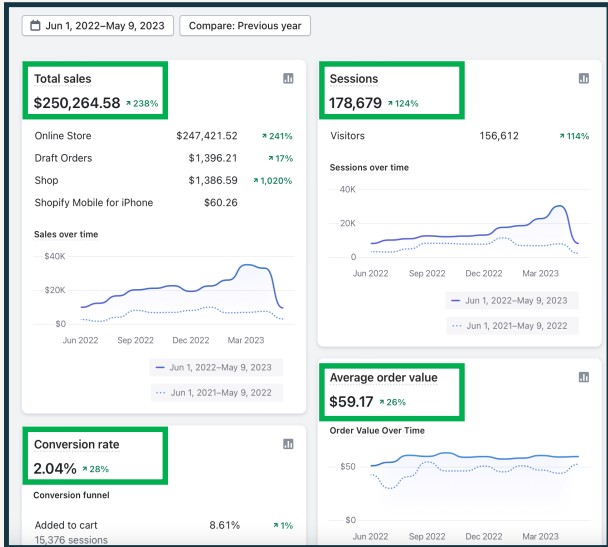 Jun 1, 2022–May 9, 2023 Compare: Previous year
Total sales
$250,264.58 ↗ 238%
Online Store $247,421.52 ↗ 241%
Draft Orders $1,396.21 ↗ 17%
Shop $1,386.59 ↗ 1,020%
Shopify Mobile for iPhone $60.26
Sales over time
$40K
$20K
$0
Jun 2022 Sep 2022 Dec 2022 Mar 2023
Jun 1, 2022–May 9, 2023
Jun 1, 2021–May 9, 2022
Conversion rate
2.04% ↗ 28%
Conversion funnel
Added to cart 8.61% ↗ 1%
15,376 sessions
Sessions
178,679 ↗ 124%
Visitors 156,612 ↗ 114%
Sessions over time
40K
20K
0
Jun 2022 Sep 2022 Dec 2022 Mar 2023
Jun 1, 2022–May 9, 2023
Jun 1, 2021–May 9, 2022
Average order value
$59.17 ↗ 26%
Order Value Over Time
$50
$0
Jun 2022 Sep 2022 Dec 2022 Mar 2023